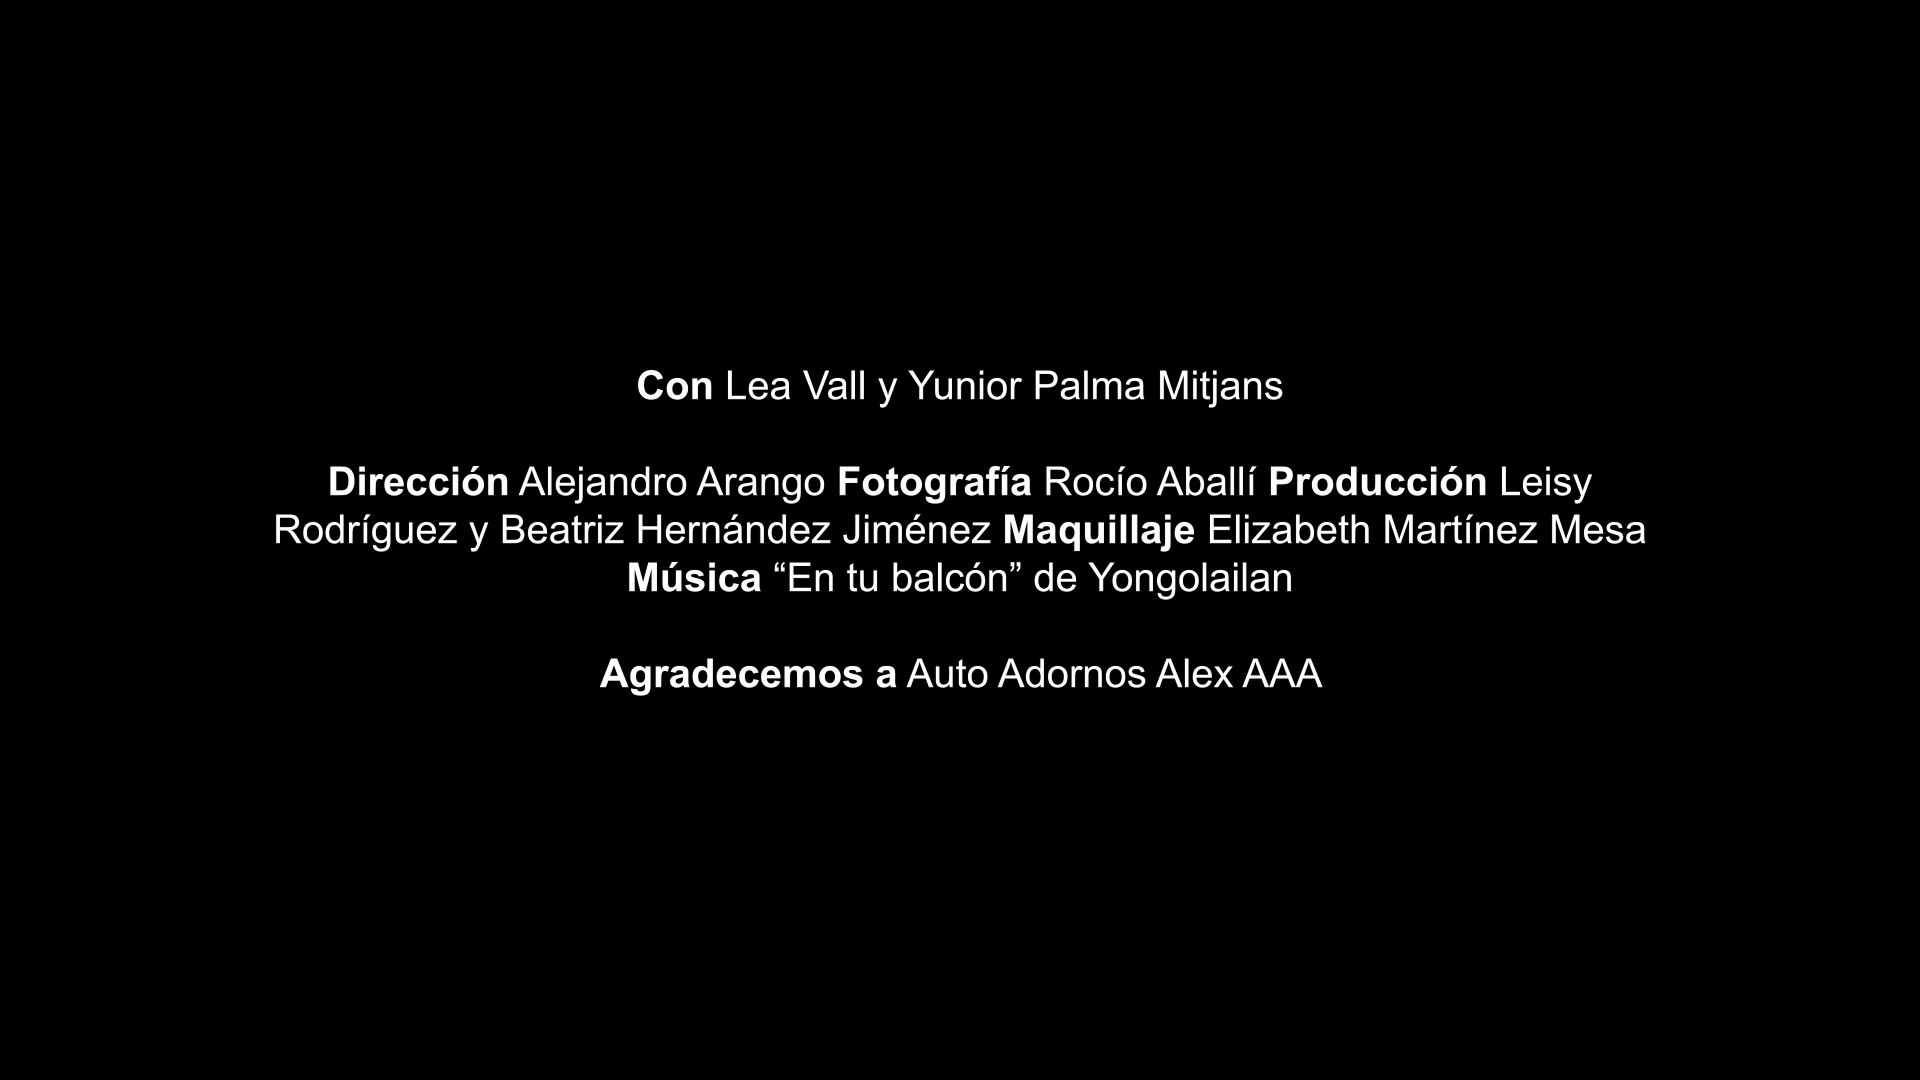 Con Lea Vall y Yunior Palma Mitjans
Dirección Alejandro Arango Fotografía Rocío Aballí Producción Leisy
Rodríguez y Beatriz Hernández Jiménez Maquillaje Elizabeth Martínez Mesa
Música “En tu balcón” de Yongolailan
Agradecemos a Auto Adornos Alex AAA